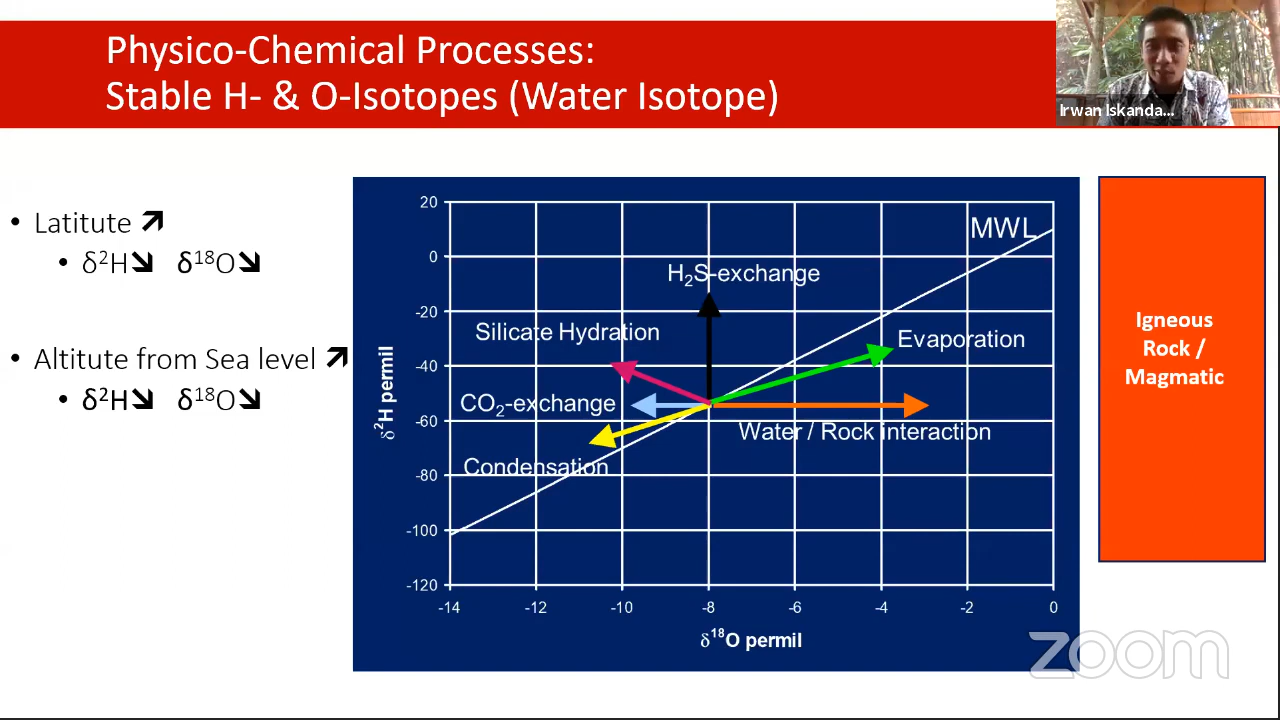 Physico-Chemical Processes:
Stable H- & O-Isotopes (Water Isotope)
Irwan Iskanda...
• Latitute ↗
• δ²H↘ δ¹⁸O↘
• Altitute from Sea level ↗
• δ²H↘ δ¹⁸O↘
20
0
-20
-40
-60
-80
-100
-120
δ²H permil
MWL
H₂S-exchange
Silicate Hydration
Evaporation
CO₂-exchange
Water / Rock interaction
Condensation
-14 -12 -10 -8 -6 -4 -2 0
δ¹⁸O permil
Igneous
Rock /
Magmatic
zoom